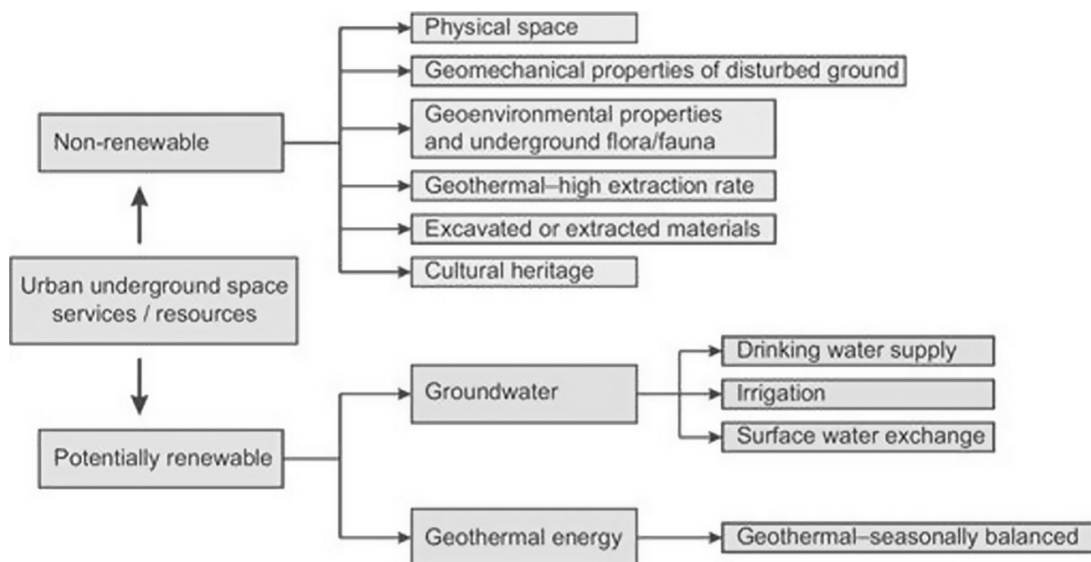 Physical space
Geomechanical properties of disturbed ground
Geoenvironmental properties
and underground flora/fauna
Non-renewable
Geothermal–high extraction rate
Excavated or extracted materials
Cultural heritage
Urban underground space
services / resources
Drinking water supply
Groundwater
Irrigation
Surface water exchange
Potentially renewable
Geothermal energy
Geothermal–seasonally balanced